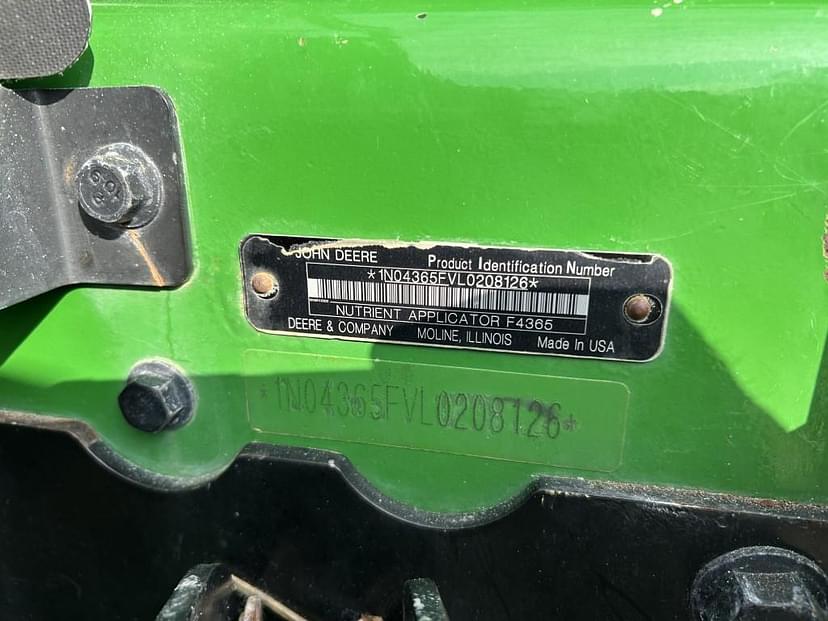 JOHN DEERE Product Identification Number
*1N04365FVL0208126*
NUTRIENT APPLICATOR F4365
DEERE & COMPANY MOLINE, ILLINOIS Made In USA
*1N04365FVL0208126*